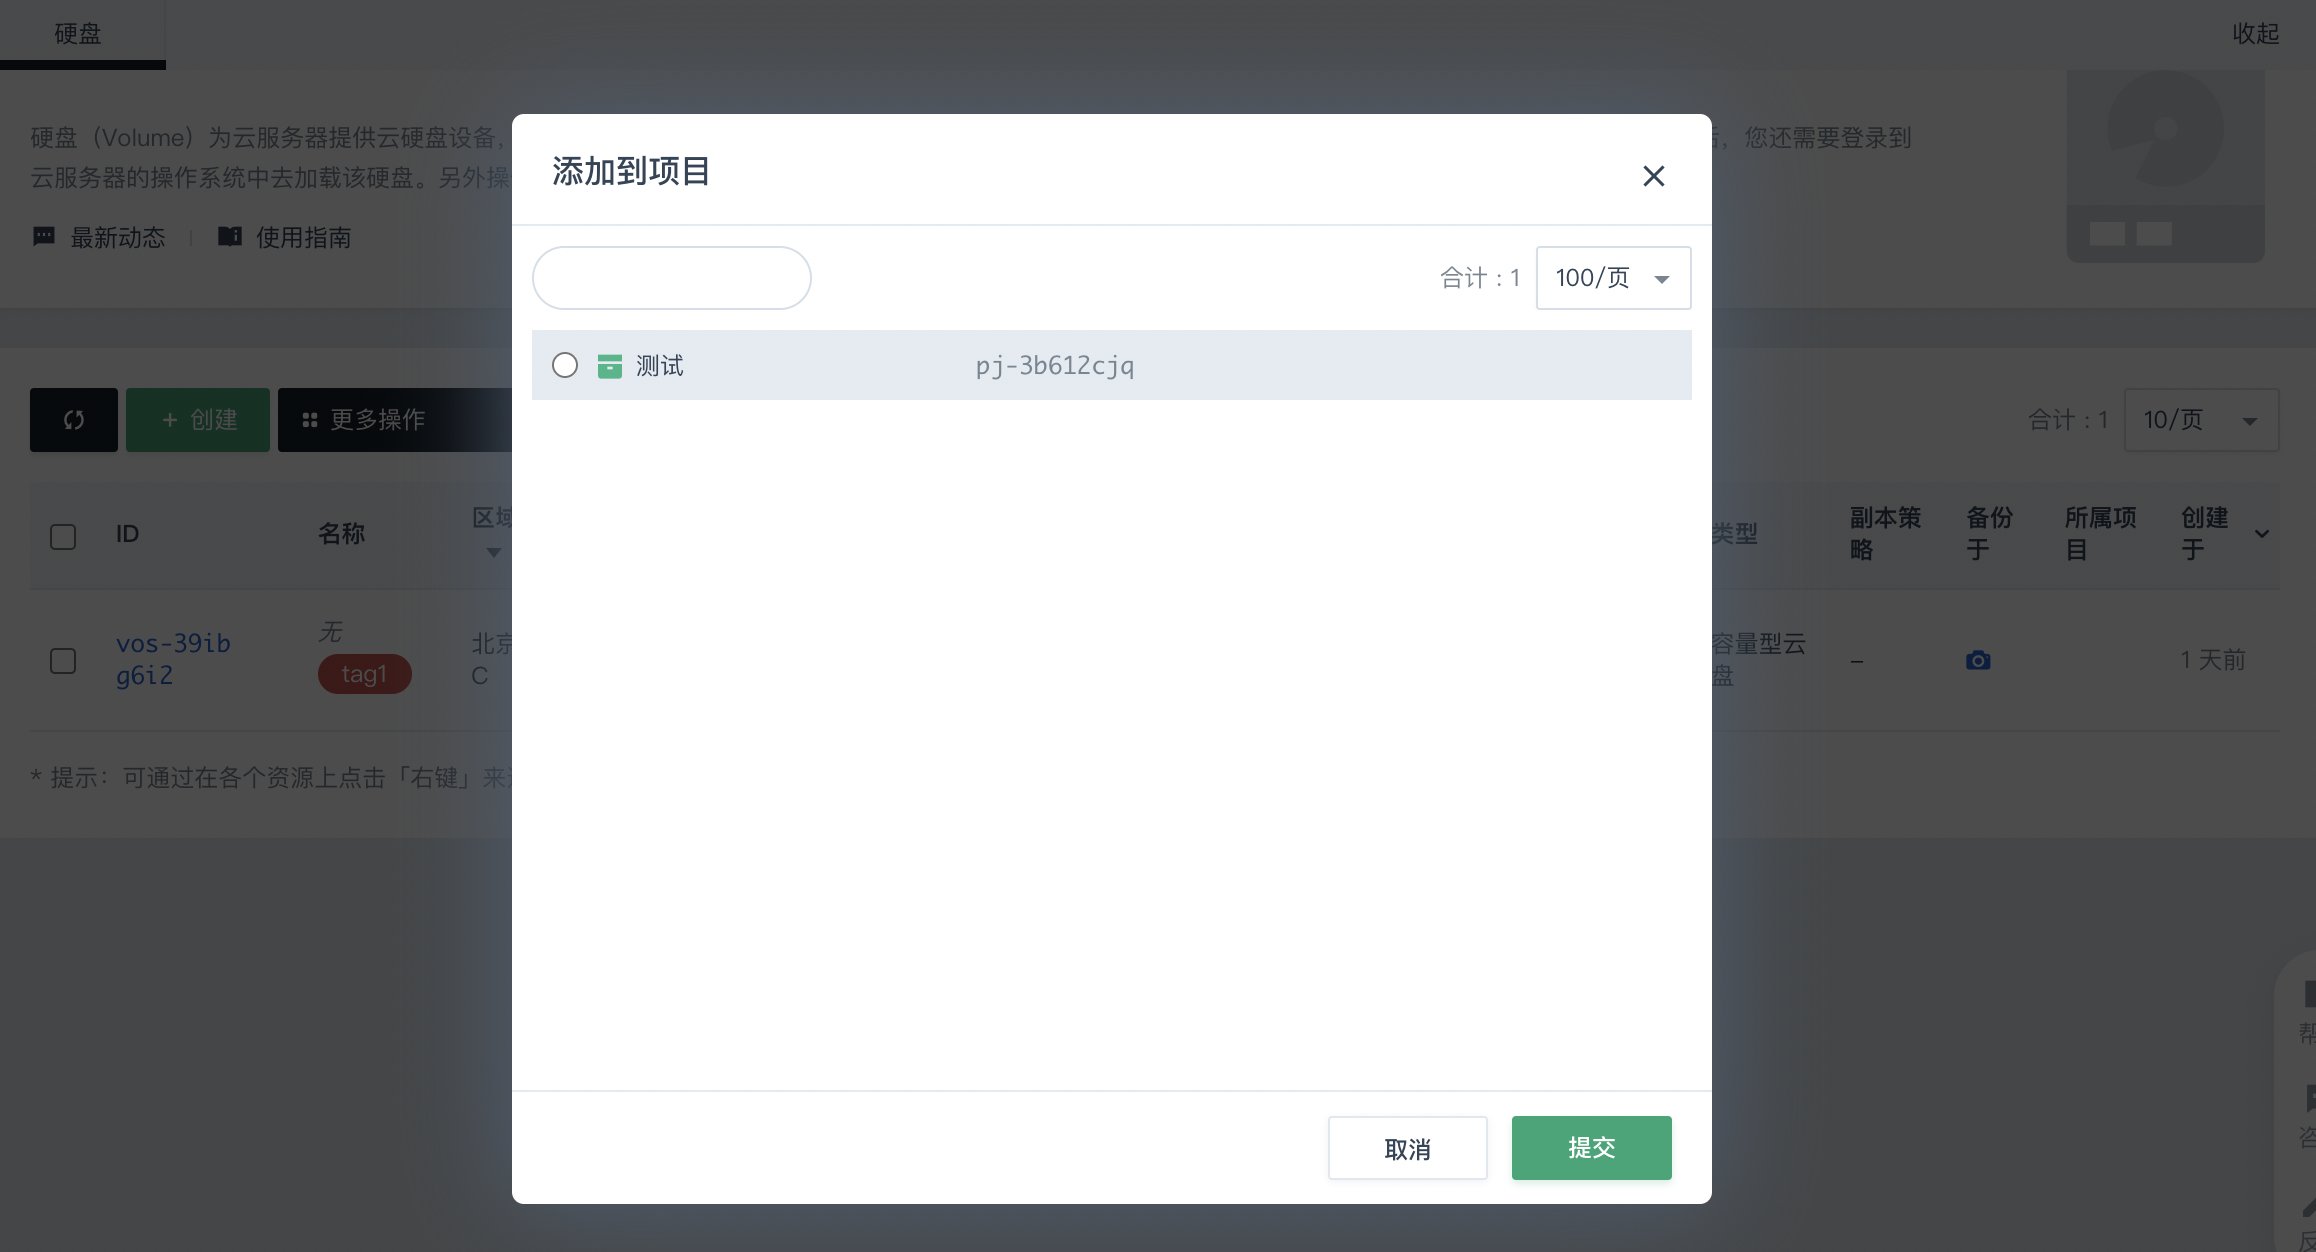 硬盘
收起
硬盘（Volume）为云服务器提供云硬盘设备，
，您还需要登录到
云服务器的操作系统中去加载该硬盘。另外
最新动态
使用指南
添加到项目
合计 : 1
100/页
测试
pj-3b612cjq
+ 创建
更多操作
合计 : 1
10/页
ID
名称
区域
类型
副本策
略
备份
于
所属项
目
创建
于
vos-39ib
g6i2
无
tag1
北京
C
容量型云
盘
–
1 天前
* 提示：可通过在各个资源上点击「右键」来
取消
提交